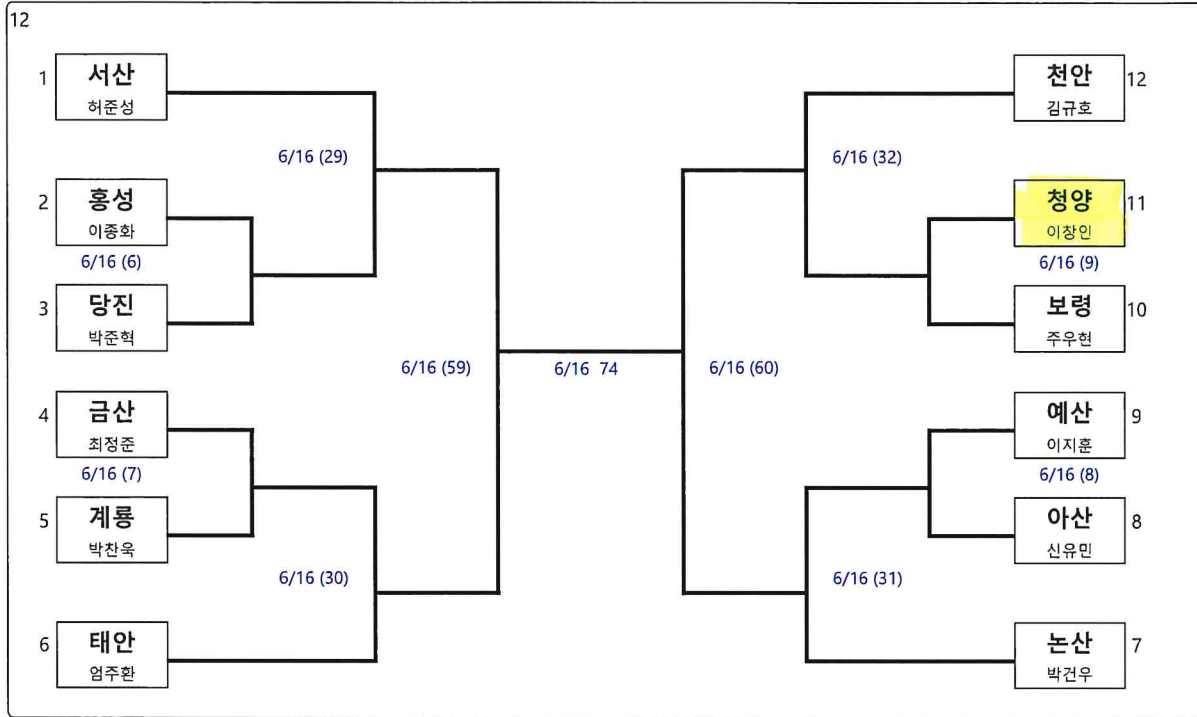 12
1
서산
허준성
6/16 (29)
2
홍성
이종화
6/16 (6)
3
당진
박준혁
6/16 (59)
4
금산
최정준
6/16 (7)
5
계룡
박찬욱
6/16 (30)
6
태안
엄주환
6/16 74
천안
김규호
12
6/16 (32)
청양
이창인
11
6/16 (9)
보령
주우현
10
6/16 (60)
예산
이지훈
9
6/16 (8)
아산
신유민
8
6/16 (31)
논산
박건우
7